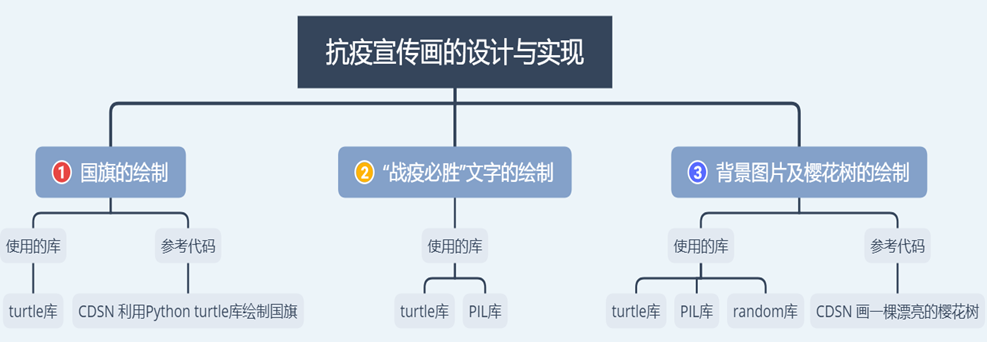 抗疫宣传画的设计与实现
1 国旗的绘制
2 “战疫必胜”文字的绘制
3 背景图片及樱花树的绘制
使用的库
参考代码
使用的库
使用的库
参考代码
turtle库
CDSN 利用Python turtle库绘制国旗
turtle库
PIL库
turtle库
PIL库
random库
CDSN 画一棵漂亮的樱花树